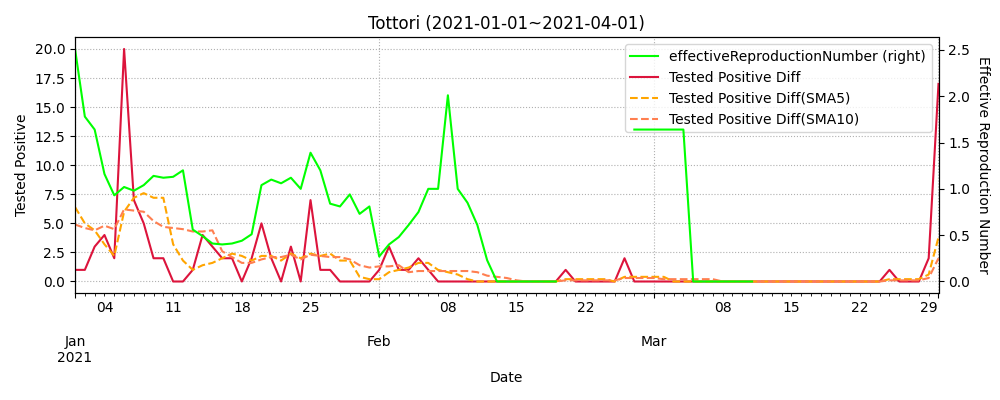 Tottori (2021-01-01~2021-04-01)
effectiveReproductionNumber (right)
Tested Positive Diff
Tested Positive Diff(SMA5)
Tested Positive Diff(SMA10)
Tested Positive
20.0
17.5
15.0
12.5
10.0
7.5
5.0
2.5
0.0
2.5
2.0
1.5
1.0
0.5
0.0
Effective Reproduction Number
04 11 18 25 08 15 22 08 15 22 29
Jan Feb Mar
2021
Date